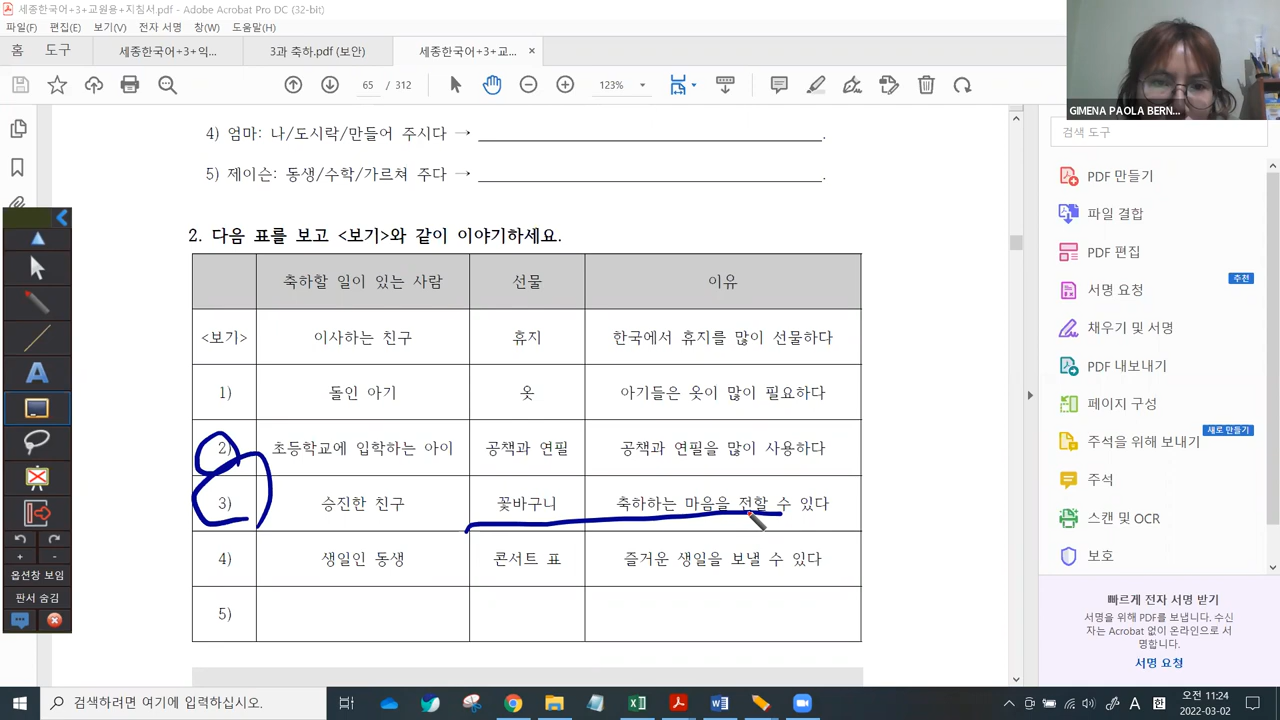 세종한국어+3+교원용+지침서.pdf - Adobe Acrobat Pro DC (32-bit)
파일(F) 편집(E) 보기(V) 전자 서명 창(W) 도움말(H)
홈 도구 세종한국어+3+익... 3과 축하.pdf (보안) 세종한국어+3+교... ×
65 / 312 123%
GIMENA PAOLA BERN...
검색 도구
4) 엄마: 나/도시락/만들어 주시다 → .
5) 제이슨: 동생/수학/가르쳐 주다 → .
2. 다음 표를 보고 <보기>와 같이 이야기하세요.
축하할 일이 있는 사람 선물 이유
<보기> 이사하는 친구 휴지 한국에서 휴지를 많이 선물하다
1) 돌인 아기 옷 아기들은 옷이 많이 필요하다
2) 초등학교에 입학하는 아이 공책과 연필 공책과 연필을 많이 사용하다
3) 승진한 친구 꽃바구니 축하하는 마음을 전할 수 있다
4) 생일인 동생 콘서트 표 즐거운 생일을 보낼 수 있다
5)
A
+ -
옵션창 보임
판서 숨김
PDF 만들기
파일 결합
PDF 편집
추천
서명 요청
채우기 및 서명
PDF 내보내기
페이지 구성
새로 만들기
주석을 위해 보내기
주석
스캔 및 OCR
보호
빠르게 전자 서명 받기
서명을 위해 PDF를 보냅니다. 수신
자는 Acrobat 없이 온라인으로 서
명합니다.
서명 요청
검색하려면 여기에 입력하십시오.
A 한 오전 11:24
2022-03-02